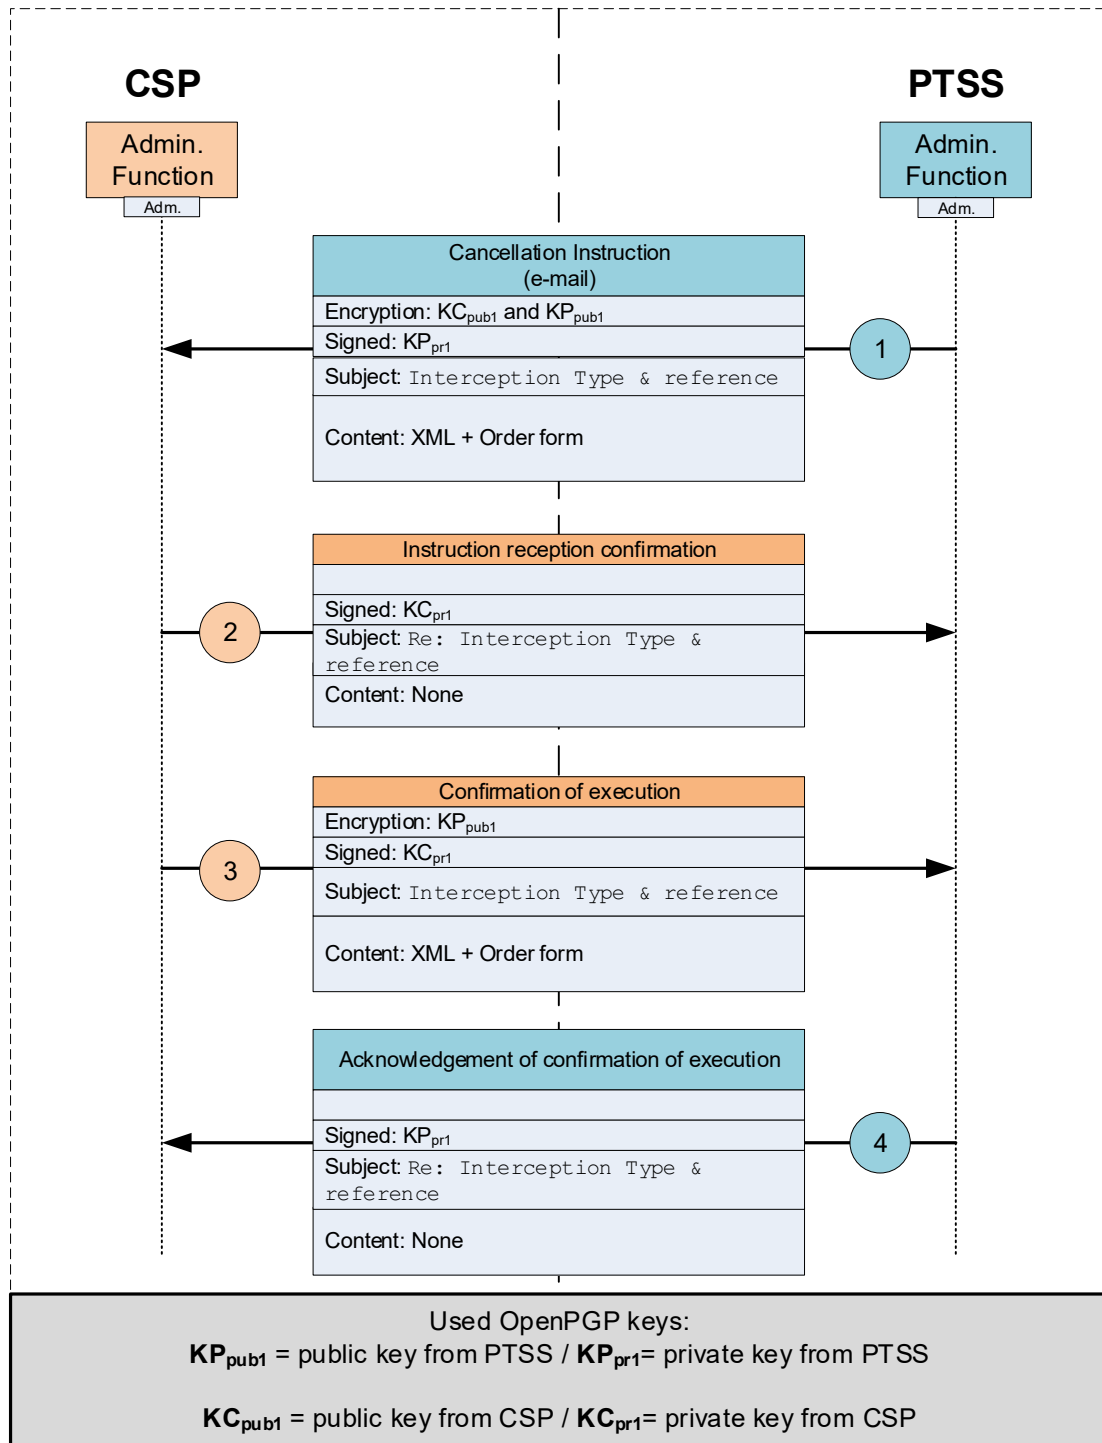 CSP
PTSS
Admin.
Function
Adm.
Admin.
Function
Adm.
Cancellation Instruction
(e-mail)
Encryption: KCpub1 and KPpub1
Signed: KPpr1
1
Subject: Interception Type & reference
Content: XML + Order form
Instruction reception confirmation
Signed: KCpr1
2
Subject: Re: Interception Type &
reference
Content: None
Confirmation of execution
Encryption: KPpub1
Signed: KCpr1
3
Subject: Interception Type & reference
Content: XML + Order form
Acknowledgement of confirmation of execution
Signed: KPpr1
4
Subject: Re: Interception Type &
reference
Content: None
Used OpenPGP keys:
KPpub1 = public key from PTSS / KPpr1= private key from PTSS
KCpub1 = public key from CSP / KCpr1= private key from CSP